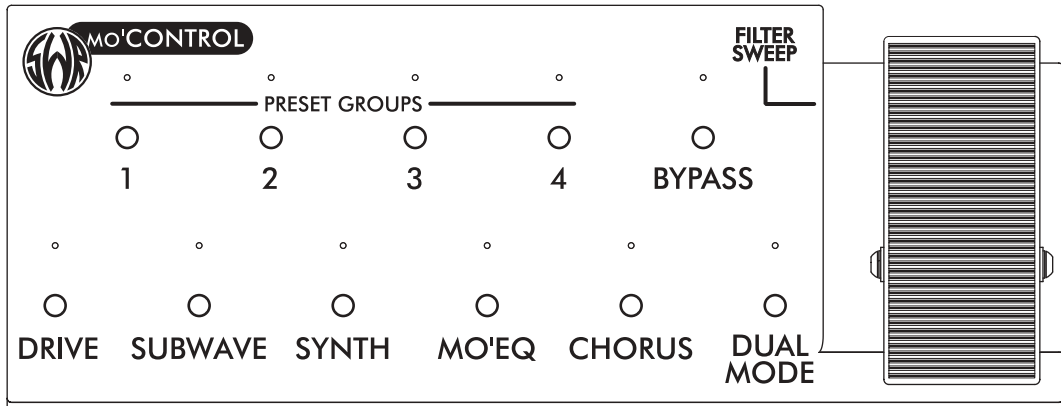 SWR MO'CONTROL
FILTER
SWEEP
PRESET GROUPS
1 2 3 4 BYPASS
DRIVE SUBWAVE SYNTH MO'EQ CHORUS DUAL
MODE